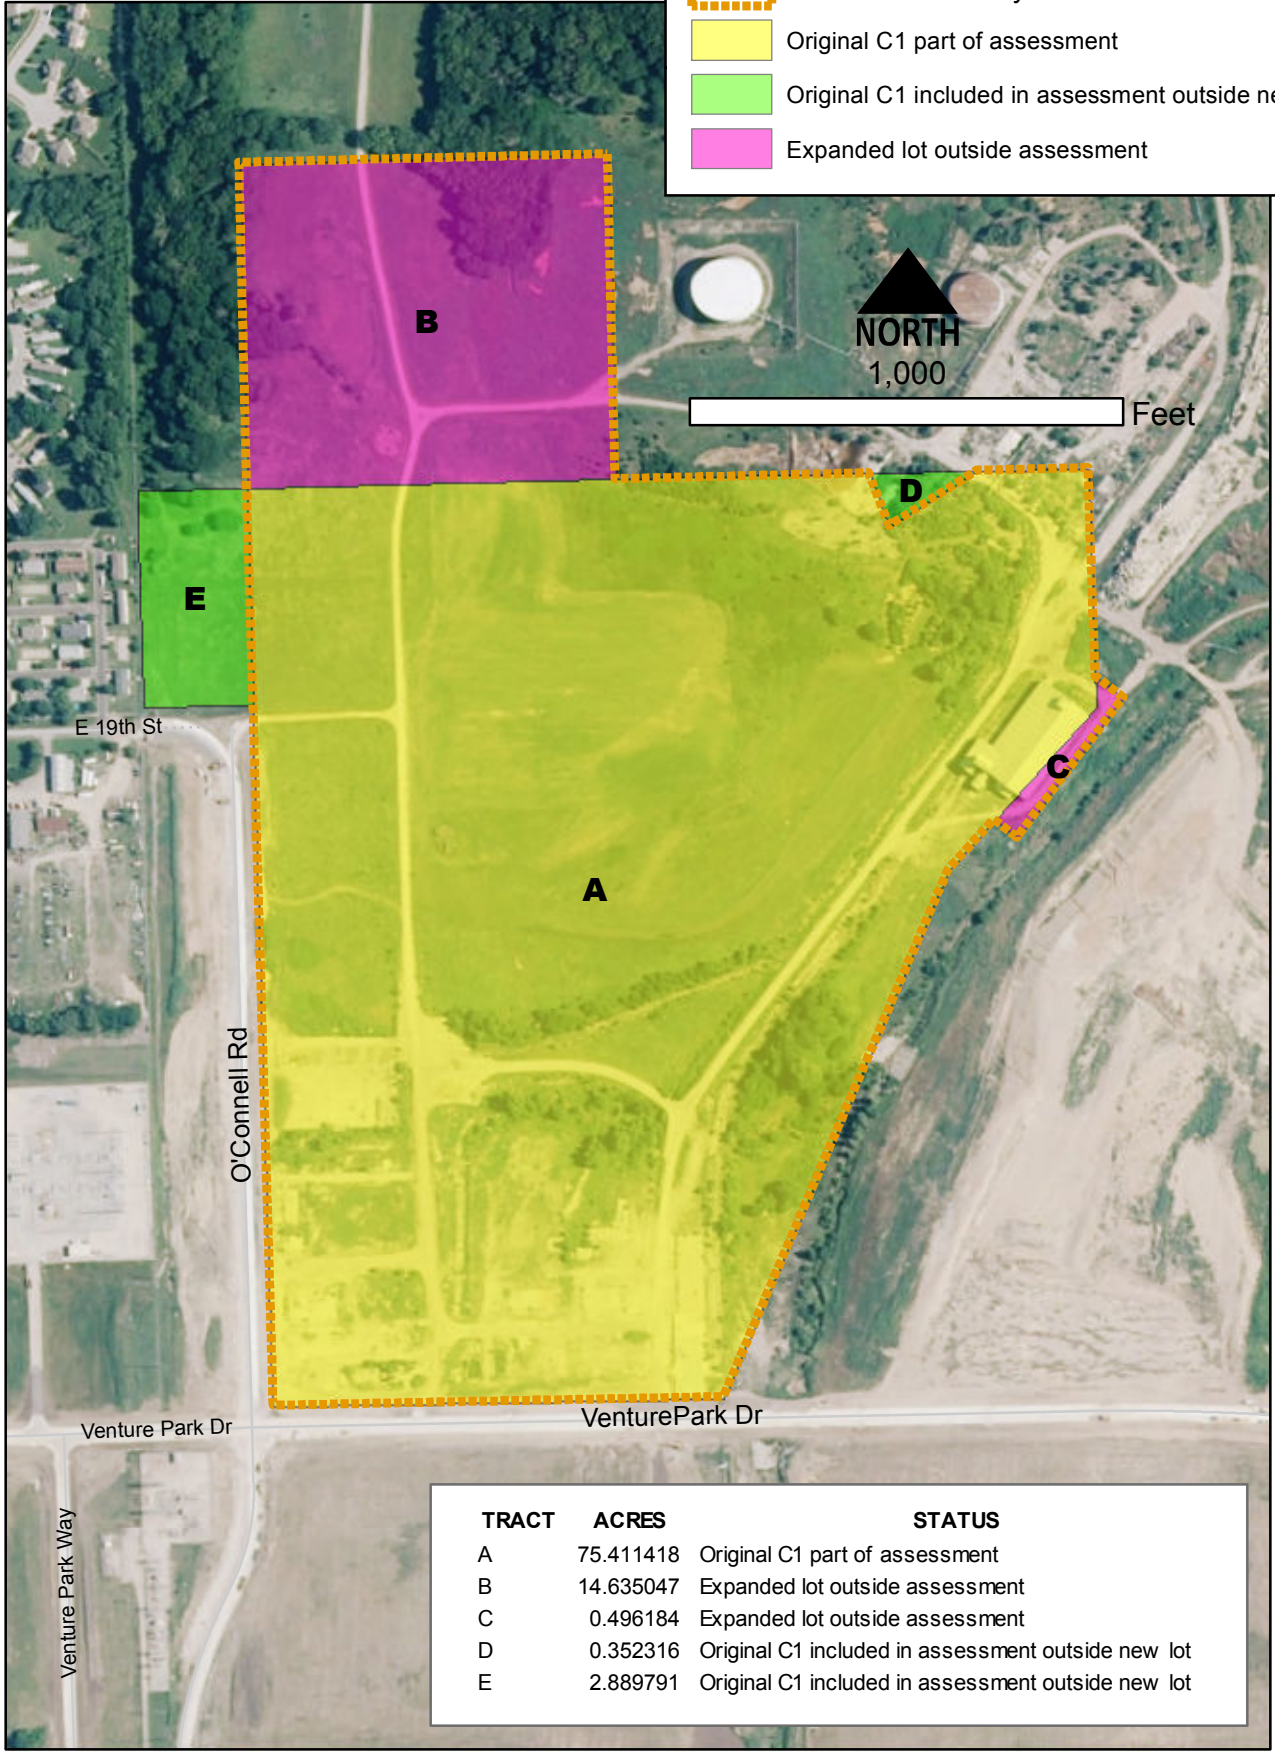 Original C1 part of assessment
Original C1 included in assessment outside
Expanded lot outside assessment
B
NORTH
1,000
Feet
D
E
E 19th St
C
A
O'Connell Rd
Venture Park Dr
VenturePark Dr
Venture Park Way
TRACT ACRES STATUS
A 75.411418 Original C1 part of assessment
B 14.635047 Expanded lot outside assessment
C 0.496184 Expanded lot outside assessment
D 0.352316 Original C1 included in assessment outside new lot
E 2.889791 Original C1 included in assessment outside new lot